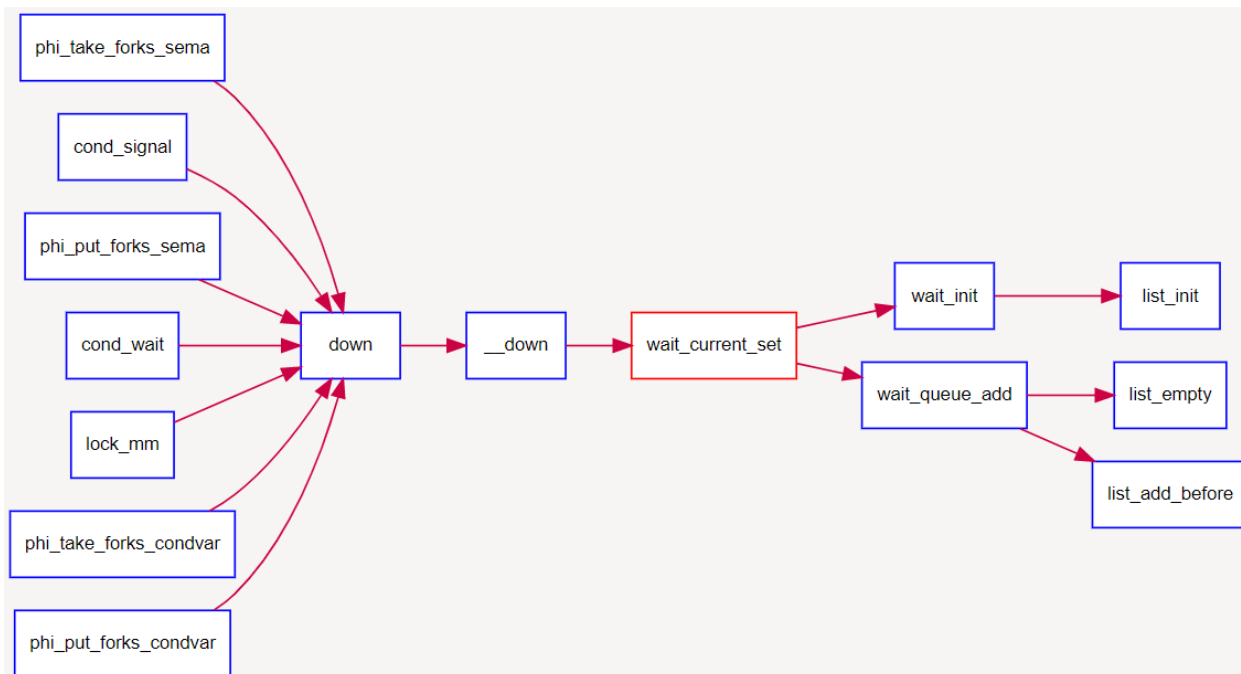 phi_take_forks_sema
cond_signal
phi_put_forks_sema
cond_wait
lock_mm
phi_take_forks_condvar
phi_put_forks_condvar
down
__down
wait_current_set
wait_init
wait_queue_add
list_init
list_empty
list_add_before